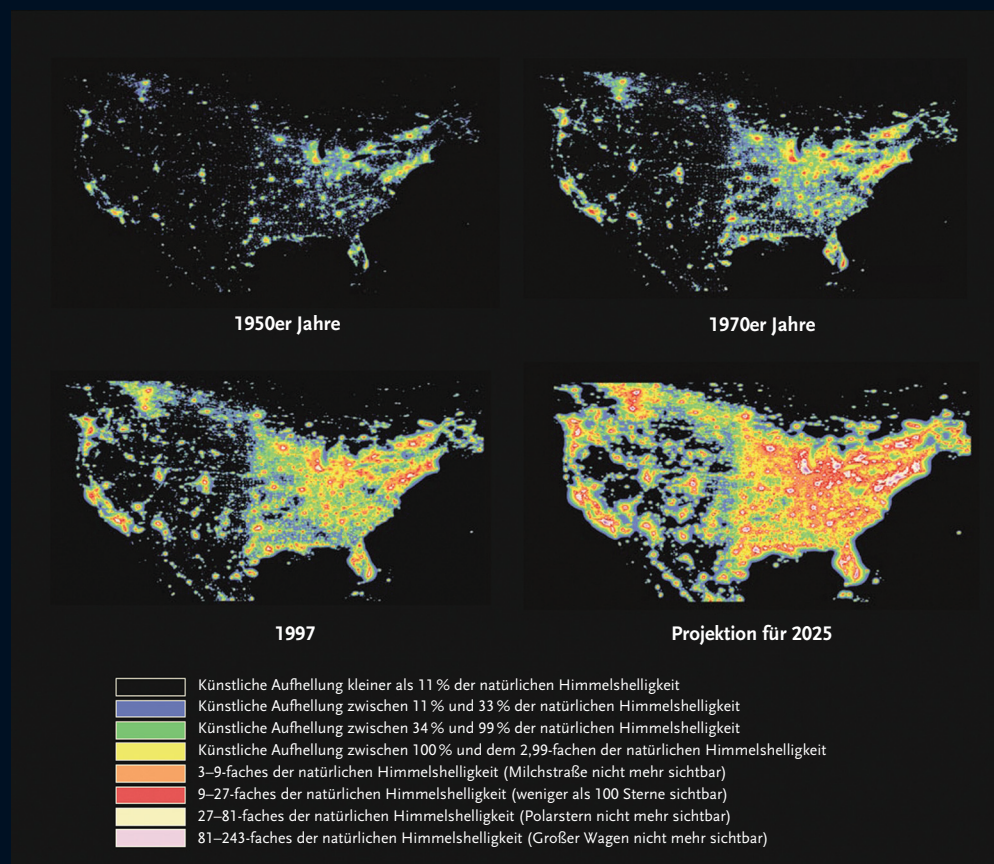 1950er Jahre
1970er Jahre
1997
Projektion für 2025
Künstliche Aufhellung kleiner als 11 % der natürlichen Himmelshelligkeit
Künstliche Aufhellung zwischen 11 % und 33 % der natürlichen Himmelshelligkeit
Künstliche Aufhellung zwischen 34 % und 99 % der natürlichen Himmelshelligkeit
Künstliche Aufhellung zwischen 100 % und dem 2,99-fachen der natürlichen Himmelshelligkeit
3–9-faches der natürlichen Himmelshelligkeit (Milchstraße nicht mehr sichtbar)
9–27-faches der natürlichen Himmelshelligkeit (weniger als 100 Sterne sichtbar)
27–81-faches der natürlichen Himmelshelligkeit (Polarstern nicht mehr sichtbar)
81–243-faches der natürlichen Himmelshelligkeit (Großer Wagen nicht mehr sichtbar)